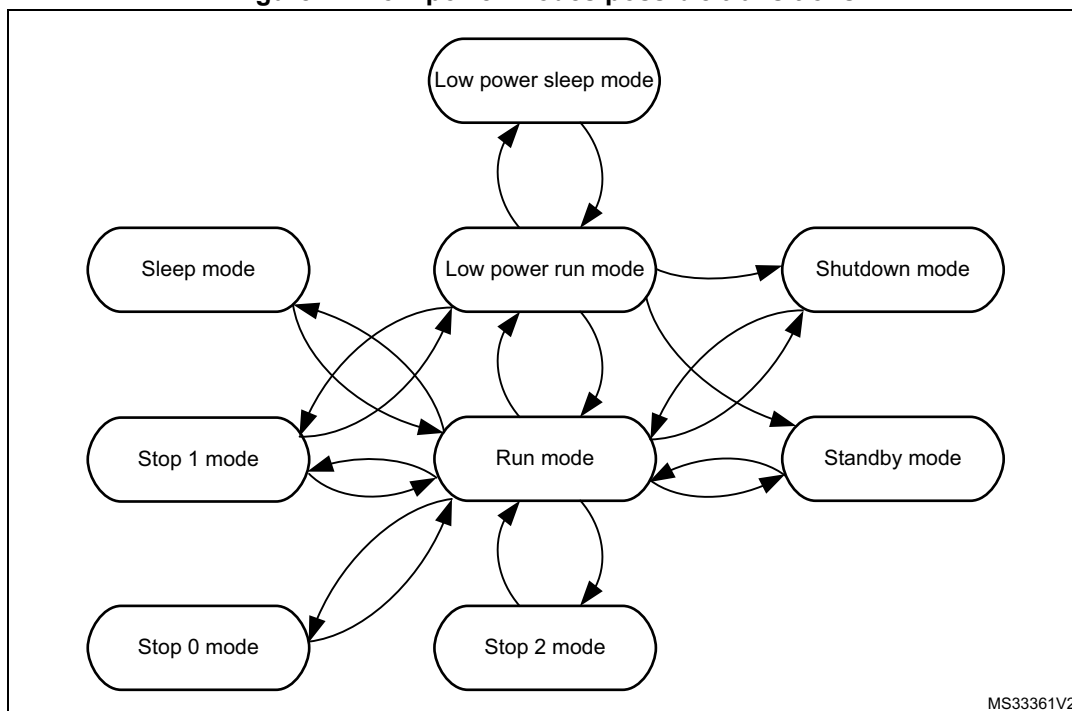 Low power sleep mode
Sleep mode
Low power run mode
Shutdown mode
Stop 1 mode
Run mode
Standby mode
Stop 0 mode
Stop 2 mode
MS33361V2